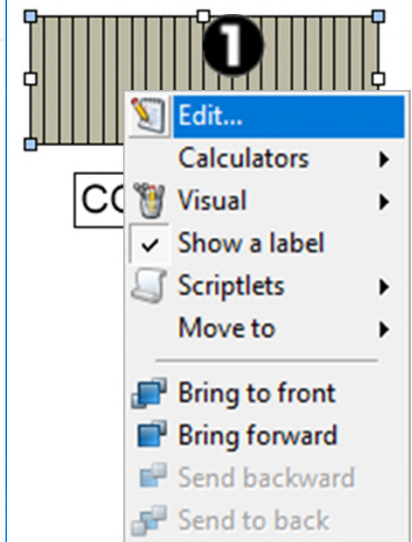 1
Edit...
Calculators
Visual
Show a label
Scriptlets
Move to
Bring to front
Bring forward
Send backward
Send to back